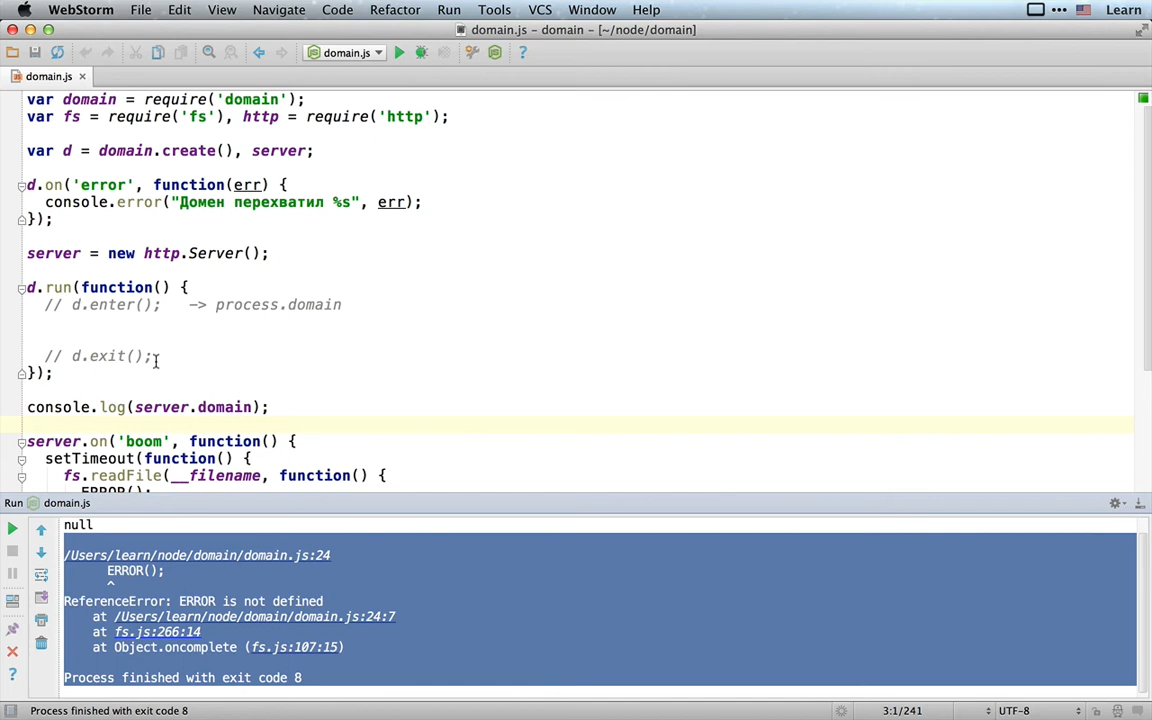 WebStorm File Edit View Navigate Code Refactor Run Tools VCS Window Help Learn
domain.js – domain – [~/node/domain]
domain.js
domain.js
var domain = require('domain');
var fs = require('fs'), http = require('http');
var d = domain.create(), server;
d.on('error', function(err) {
console.error("Домен перехватил %s", err);
});
server = new http.Server();
d.run(function() {
// d.enter(); -> process.domain
// d.exit();
});
console.log(server.domain);
server.on('boom', function() {
setTimeout(function() {
fs.readFile(__filename, function() {
ERROR();
Run domain.js
null
/Users/learn/node/domain/domain.js:24
ERROR();
^
ReferenceError: ERROR is not defined
at /Users/learn/node/domain/domain.js:24:7
at fs.js:266:14
at Object.oncomplete (fs.js:107:15)
Process finished with exit code 8
Process finished with exit code 8 3:1/241 UTF-8